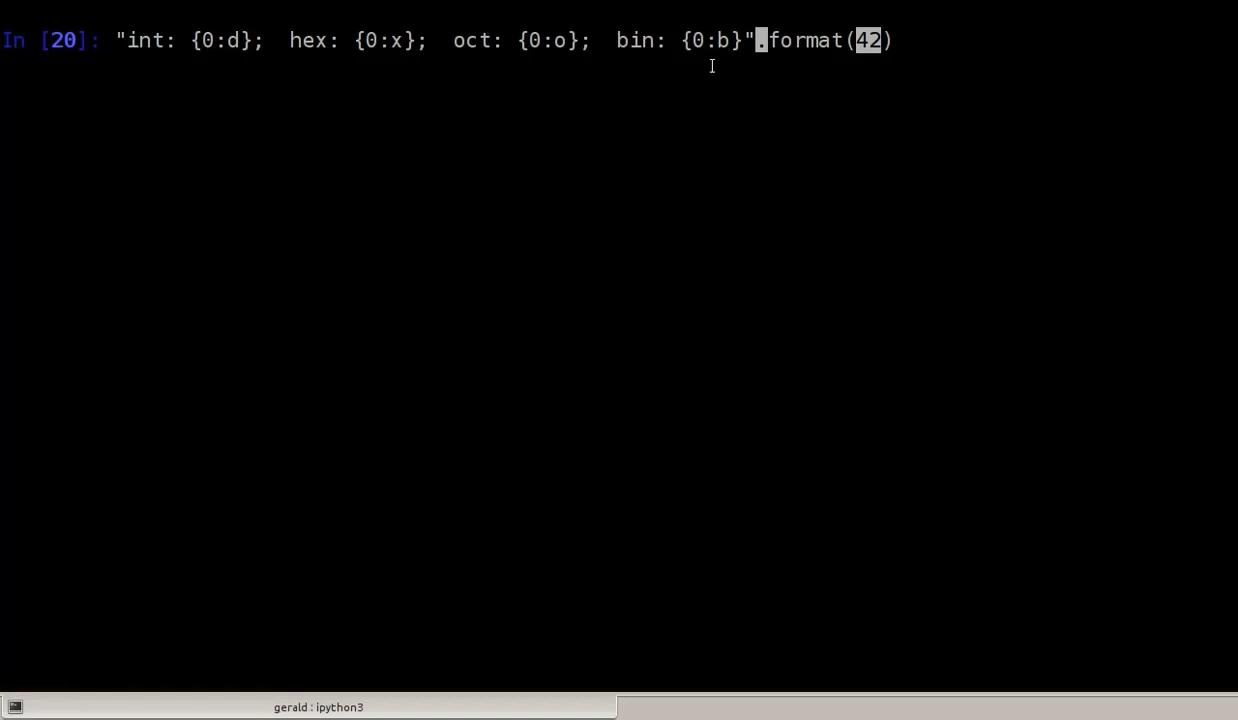 In [20]: "int: {0:d};  hex: {0:x};  oct: {0:o};  bin: {0:b}".format(42)
gerald : ipython3